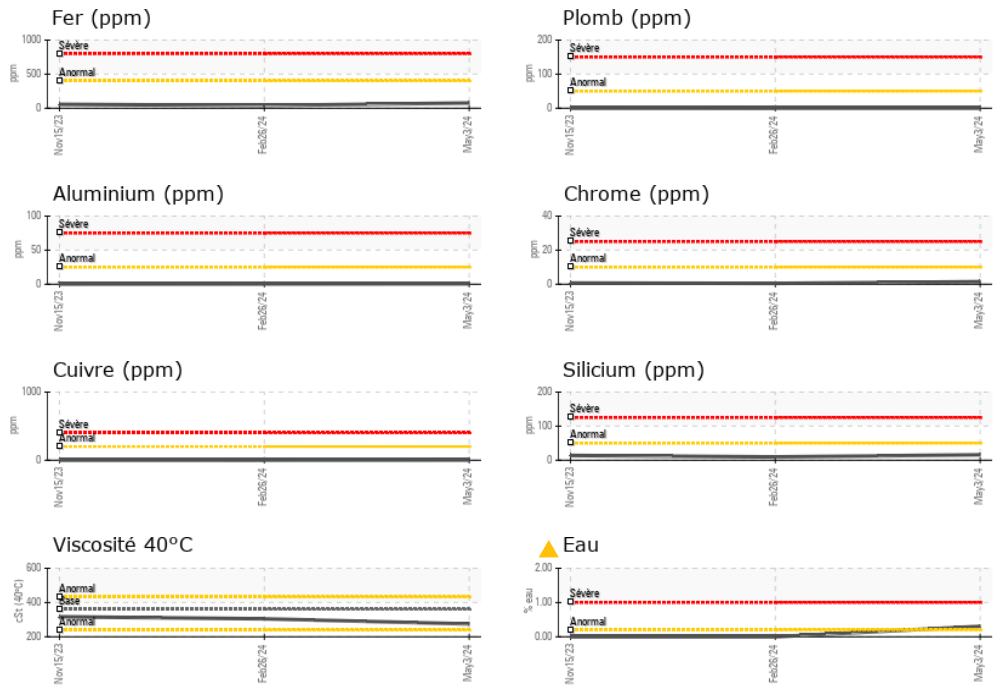 Fer (ppm)
1000
500
0
ppm
Sévère
Anormal
Nov15/23
Feb26/24
May3/24
Plomb (ppm)
200
100
0
ppm
Sévère
Anormal
Nov15/23
Feb26/24
May3/24
Aluminium (ppm)
100
50
0
ppm
Sévère
Anormal
Nov15/23
Feb26/24
May3/24
Chrome (ppm)
40
20
0
ppm
Sévère
Anormal
Nov15/23
Feb26/24
May3/24
Cuivre (ppm)
1000
0
ppm
Sévère
Anormal
Nov15/23
Feb26/24
May3/24
Silicium (ppm)
200
100
0
ppm
Sévère
Anormal
Nov15/23
Feb26/24
May3/24
Viscosité 40°C
600
400
200
cSt (40°C)
Anormal
Base
Anormal
Nov15/23
Feb26/24
May3/24
Eau
2.00
1.00
0.00
% eau
Sévère
Anormal
Nov15/23
Feb26/24
May3/24